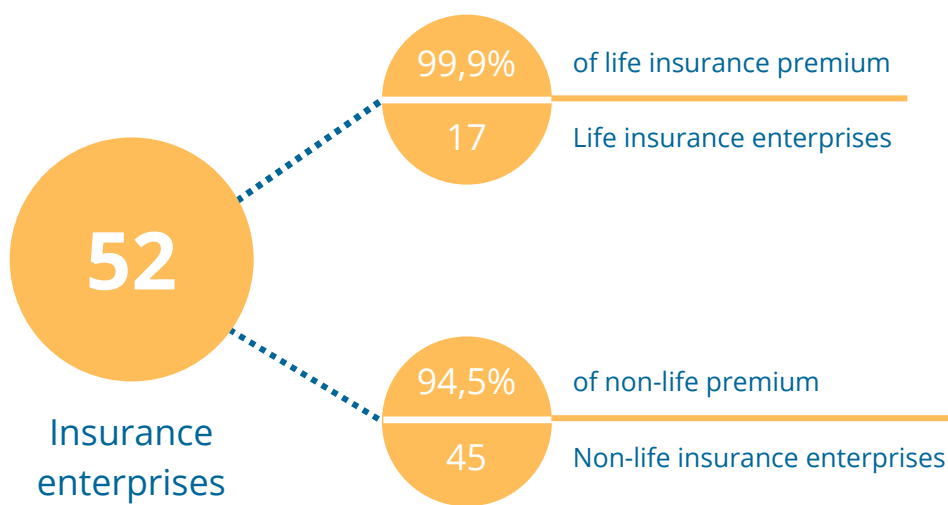 52
Insurance
enterprises
99,9%
of life insurance premium
17
Life insurance enterprises
94,5%
of non-life premium
45
Non-life insurance enterprises